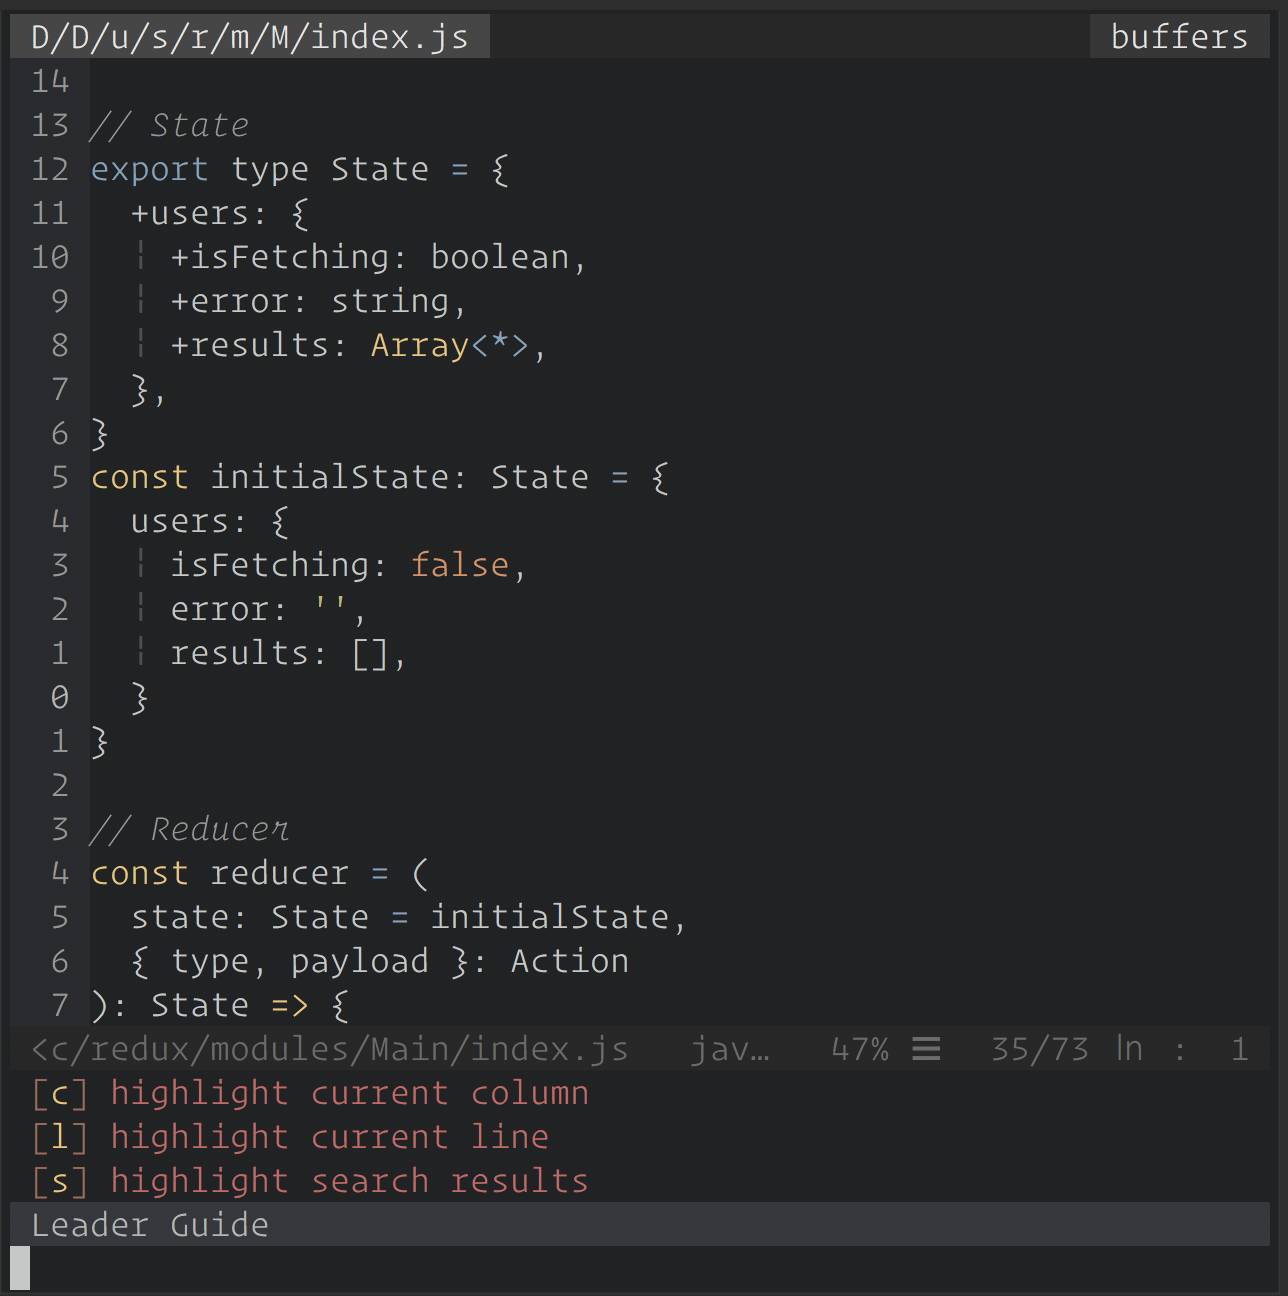 D/D/u/s/r/m/M/index.js buffers
14
13 // State
12 export type State = {
11   +users: {
10   ¦ +isFetching: boolean,
 9   ¦ +error: string,
 8   ¦ +results: Array<*>,
 7   },
 6 }
 5 const initialState: State = {
 4   users: {
 3   ¦ isFetching: false,
 2   ¦ error: '',
 1   ¦ results: [],
 0   }
 1 }
 2
 3 // Reducer
 4 const reducer = (
 5   state: State = initialState,
 6   { type, payload }: Action
 7 ): State => {
<c/redux/modules/Main/index.js   jav…   47% ☰   35/73 ln  :  1
[c] highlight current column
[l] highlight current line
[s] highlight search results
Leader Guide